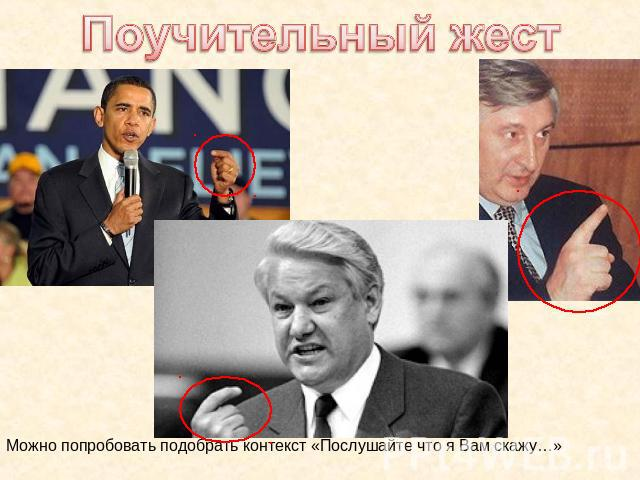 Поучительный жест
Можно попробовать подобрать контекст «Послушайте что я Вам скажу…»